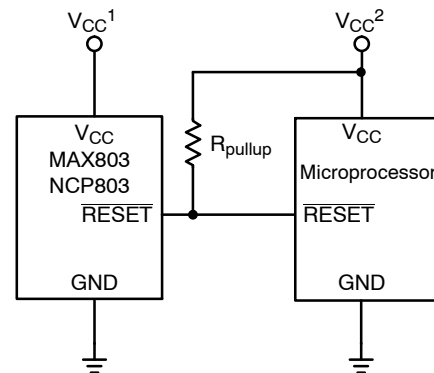 VCC1
VCC2
VCC
MAX803
NCP803
RESET
GND
Rpullup
VCC
Microprocessor
RESET
GND